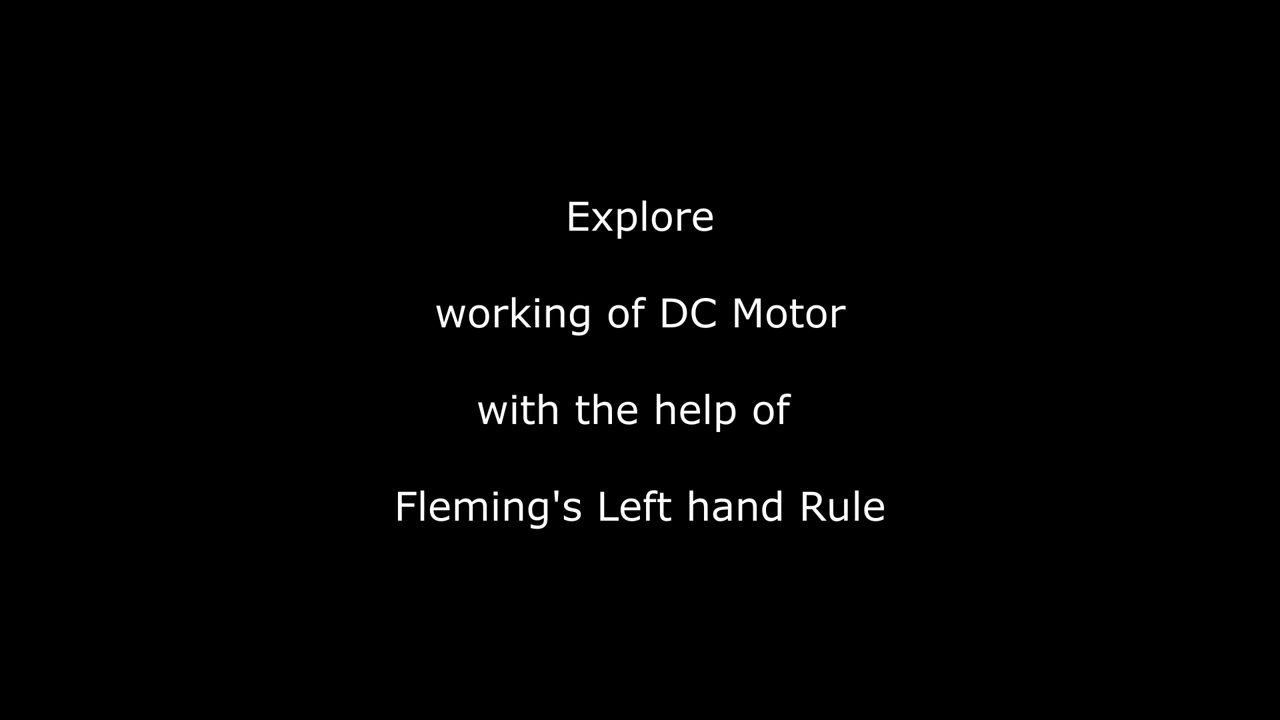 Explore
working of DC Motor
with the help of
Fleming's Left hand Rule